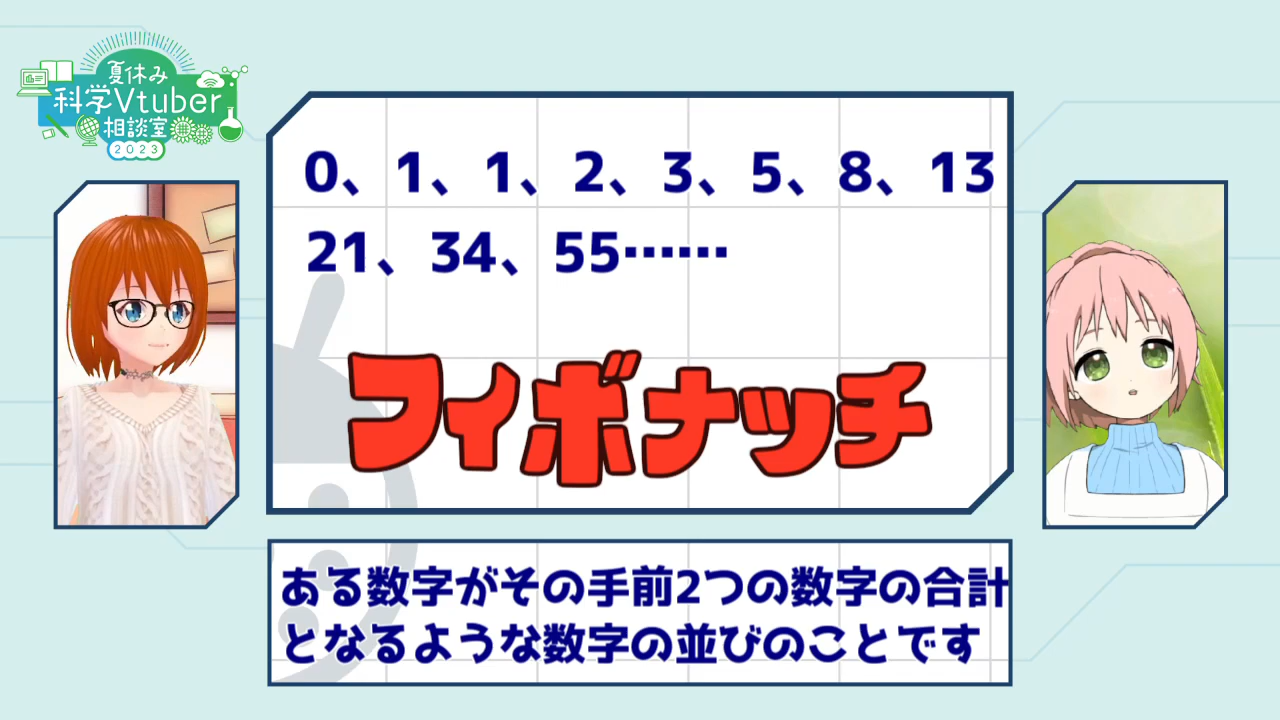 夏休み
科学Vtuber
相談室
2023
0、1、1、2、3、5、8、13
21、34、55……
フィボナッチ
ある数字がその手前2つの数字の合計
となるような数字の並びのことです